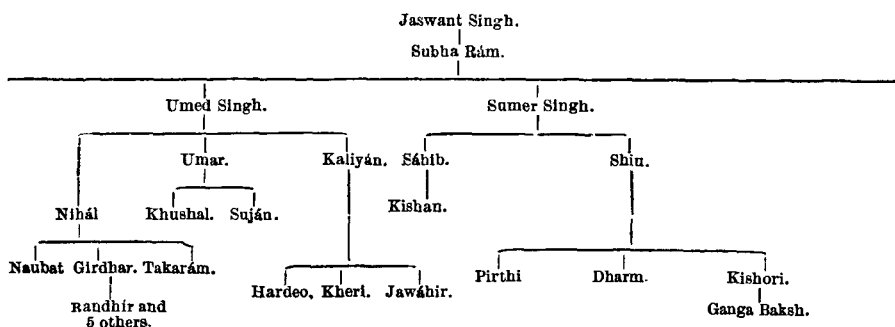 Jaswant Singh.
Subha Rám.
Umed Singh. Sumer Singh.
Umar. Kaliyán. Sáhib. Shiu.
Nihál Khushal. Suján. Kishan.
Naubat Girdhar. Takarám. Hardeo, Kheri. Jawáhir. Pirthi Dharm. Kishori.
Randhír and Ganga Baksh.
5 others.